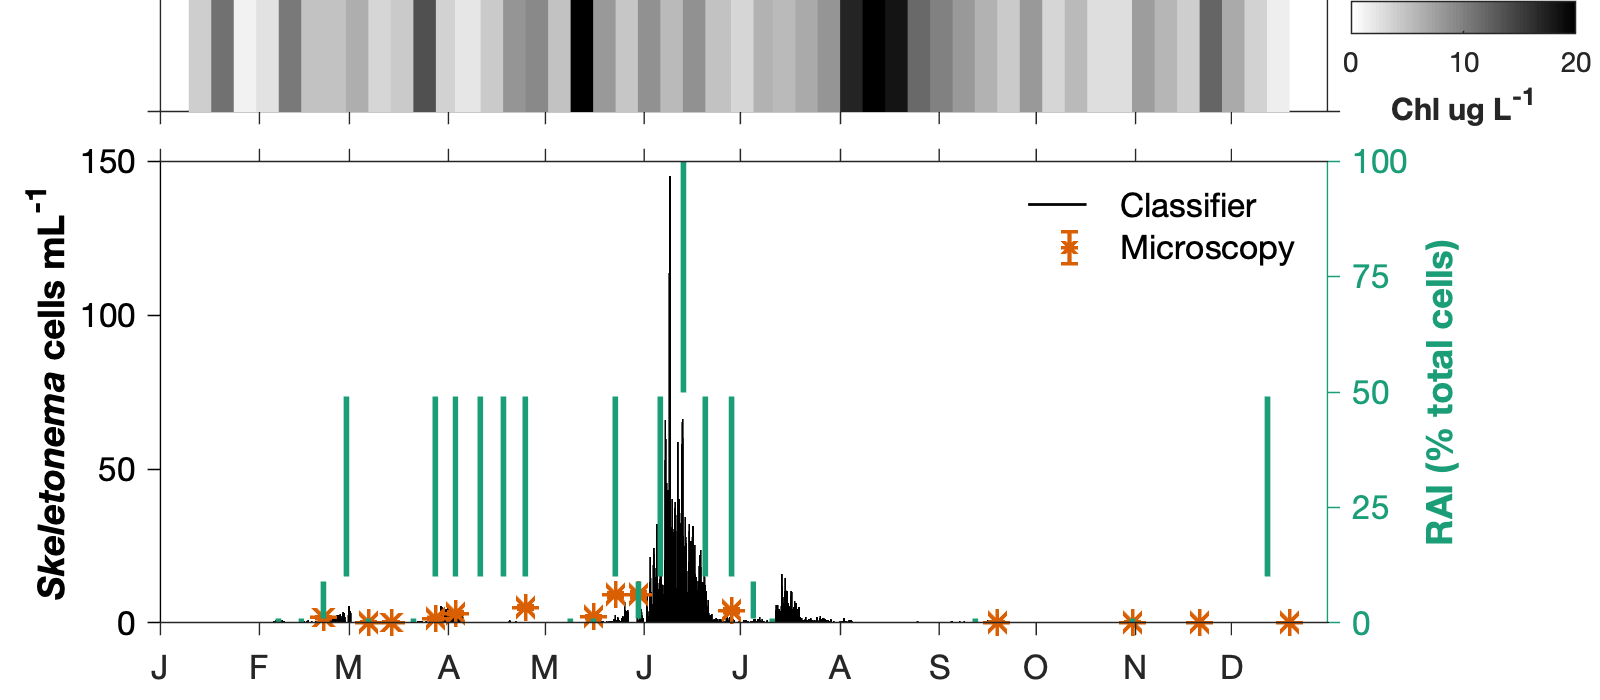 0 10 20
Chl ug L-1
150 100
Classifier
Microscopy
75
100
50
50
25
0 0
Skeletonema cells mL-1
RAI (% total cells)
J F M A M J J A S O N D